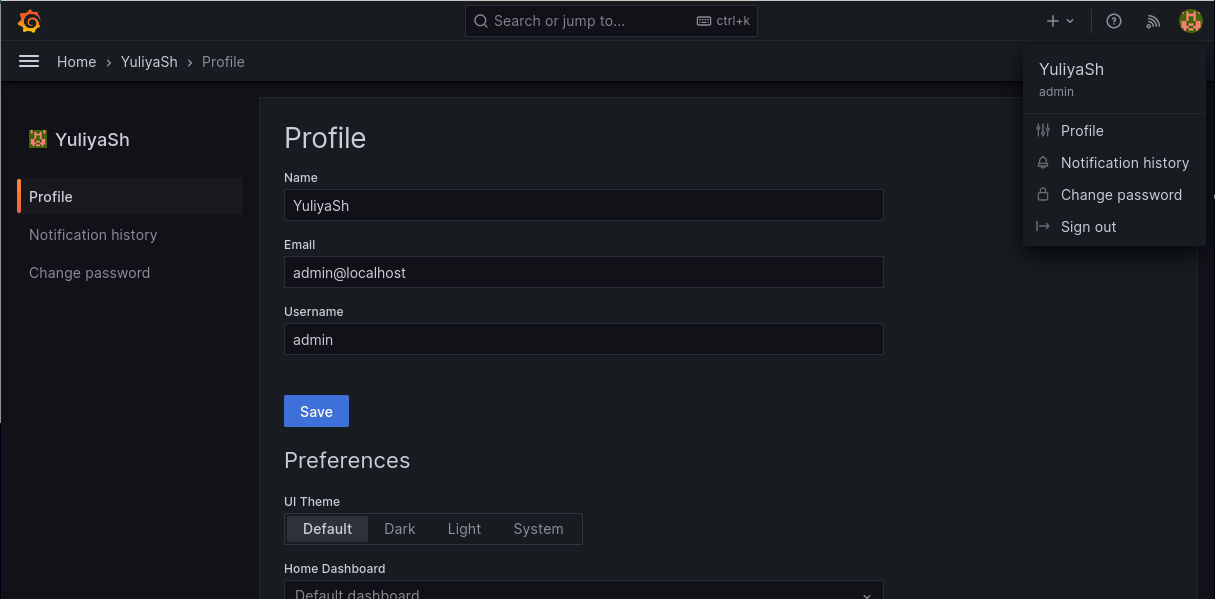 Search or jump to... ctrl+k
Home › YuliyaSh › Profile
YuliyaSh
admin
Profile
Notification history
Change password
Sign out
YuliyaSh
Profile
Notification history
Change password
Profile
Name
YuliyaSh
Email
admin@localhost
Username
admin
Save
Preferences
UI Theme
Default Dark Light System
Home Dashboard
Default dashboard